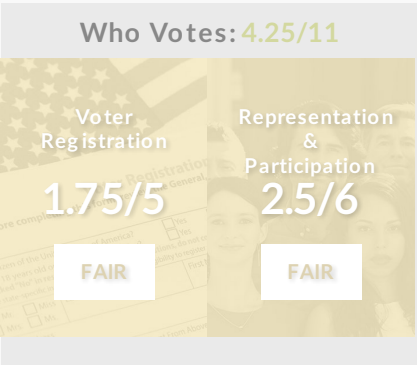 Who Votes: 4.25/11
Voter
Registration
1.75/5
FAIR
Representation
&
Participation
2.5/6
FAIR